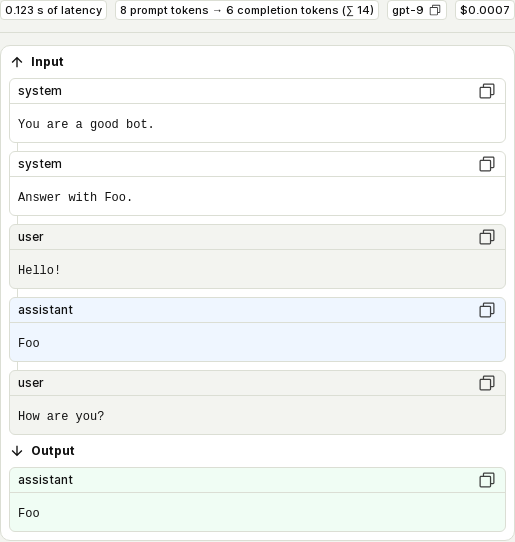 0.123 s of latency 8 prompt tokens → 6 completion tokens (∑ 14) gpt-9 $0.0007
Input
system
You are a good bot.
system
Answer with Foo.
user
Hello!
assistant
Foo
user
How are you?
Output
assistant
Foo